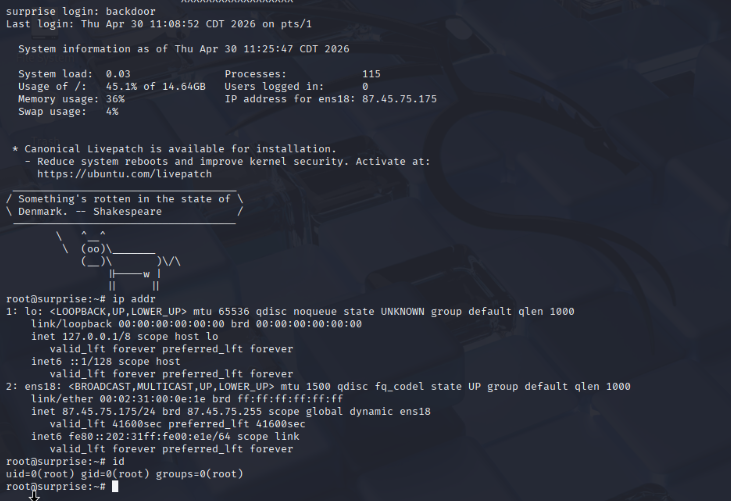 surprise login: backdoor
Last login: Thu Apr 30 11:08:52 CDT 2026 on pts/1
System information as of Thu Apr 30 11:25:47 CDT 2026
System load:  0.03              Processes:             115
Usage of /:   45.1% of 14.64GB   Users logged in:       0
Memory usage: 36%               IP address for ens18: 87.45.75.175
Swap usage:   4%
* Canonical Livepatch is available for installation.
- Reduce system reboots and improve kernel security. Activate at:
https://ubuntu.com/livepatch
/ Something's rotten in the state of \
\ Denmark. -- Shakespeare            /
\   ^__^
\  (oo)\_______
(__)\       )\/\
||----w |
||     ||
root@surprise:~# ip addr
1: lo: <LOOPBACK,UP,LOWER_UP> mtu 65536 qdisc noqueue state UNKNOWN group default qlen 1000
link/loopback 00:00:00:00:00:00 brd 00:00:00:00:00:00
inet 127.0.0.1/8 scope host lo
valid_lft forever preferred_lft forever
inet6 ::1/128 scope host
valid_lft forever preferred_lft forever
2: ens18: <BROADCAST,MULTICAST,UP,LOWER_UP> mtu 1500 qdisc fq_codel state UP group default qlen 1000
link/ether 00:02:31:00:0e:1e brd ff:ff:ff:ff:ff:ff
inet 87.45.75.175/24 brd 87.45.75.255 scope global dynamic ens18
valid_lft 41600sec preferred_lft 41600sec
inet6 fe80::202:31ff:fe00:e1e/64 scope link
valid_lft forever preferred_lft forever
root@surprise:~# id
uid=0(root) gid=0(root) groups=0(root)
root@surprise:~#